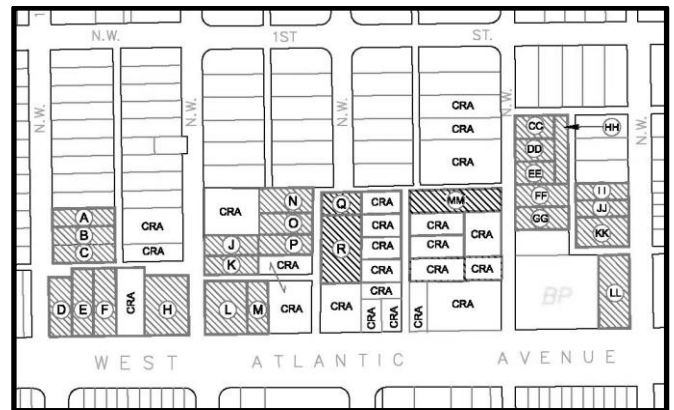 N.W. 1ST ST.
N.W.
N.W.
N.W.
N.W.
N.W.
CRA
CRA
CRA
CC
HH
DD
EE
FF
GG
II
JJ
KK
A
B
C
CRA
CRA
CRA
N
O
J
P
K
CRA
Q
R
CRA
CRA
CRA
CRA
CRA
MM
CRA
CRA
CRA
CRA
CRA
D
E
F
CRA
H
L
M
CRA
CRA
CRA
CRA
CRA
CRA
BP
LL
WEST ATLANTIC AVENUE